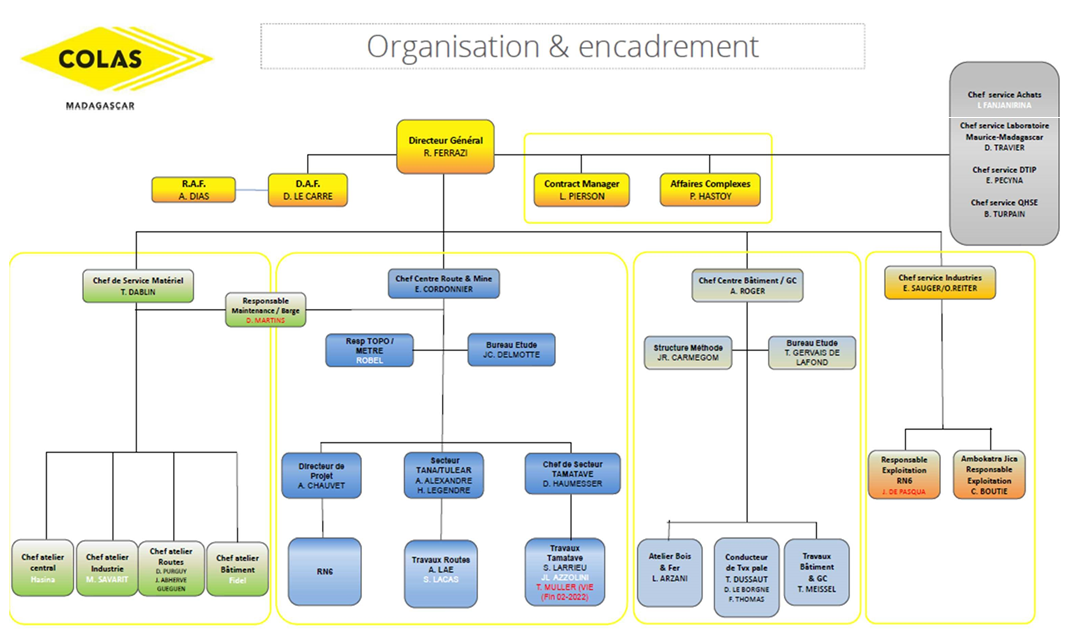 COLAS
MADAGASCAR
Organisation & encadrement
Chef service Achats
I. FANJANIRINA
Chef service Laboratoire
Maurice-Madagascar
D. TRAVIER
Chef service DTIP
E. PECYNA
Chef service QHSE
B. TURPAIN
Directeur Général
R. FERRAZI
R.A.F.
A. DIAS
D.A.F.
D. LE CARRE
Contract Manager
L. PIERSON
Affaires Complexes
P. HASTOY
Chef de Service Matériel
T. DABLIN
Responsable
Maintenance / Barge
D. MARTINS
Chef Centre Route & Mine
E. CORDONNIER
Chef Centre Bâtiment / GC
A. ROGER
Chef service Industries
E. SAUGER/O.REITER
Resp TOPO /
METRE
ROBEL
Bureau Etude
JC. DELMOTTE
Structure Méthode
JR. CARMEGOM
Bureau Etude
T. GERVAIS DE
LAFOND
Directeur de
Projet
A. CHAUVET
Secteur
TANA/TULEAR
A. ALEXANDRE
H. LEGENDRE
Chef de Secteur
TAMATAVE
D. HAUMESSER
Responsable
Exploitation
RN6
J. DE PASQUA
Ambokatra Jica
Responsable
Exploitation
C. BOUTIE
Chef atelier
central
Hasina
Chef atelier
Industrie
M. SAVARIT
Chef atelier
Routes
D. PURGUY
J. ABHERVE
GUEGUEN
Chef atelier
Bâtiment
Fidel
RN6
Travaux Routes
A. LAE
S. LACAS
Travaux
Tamatave
S. LARRIEU
JL AZZOLINI
T. MULLER (VIE
(Fin 02-2022)
Atelier Bois
& Fer
L. ARZANI
Conducteur
de Tvx pale
T. DUSSAUT
D. LE BORGNE
F. THOMAS
Travaux
Bâtiment
& GC
T. MEISSEL